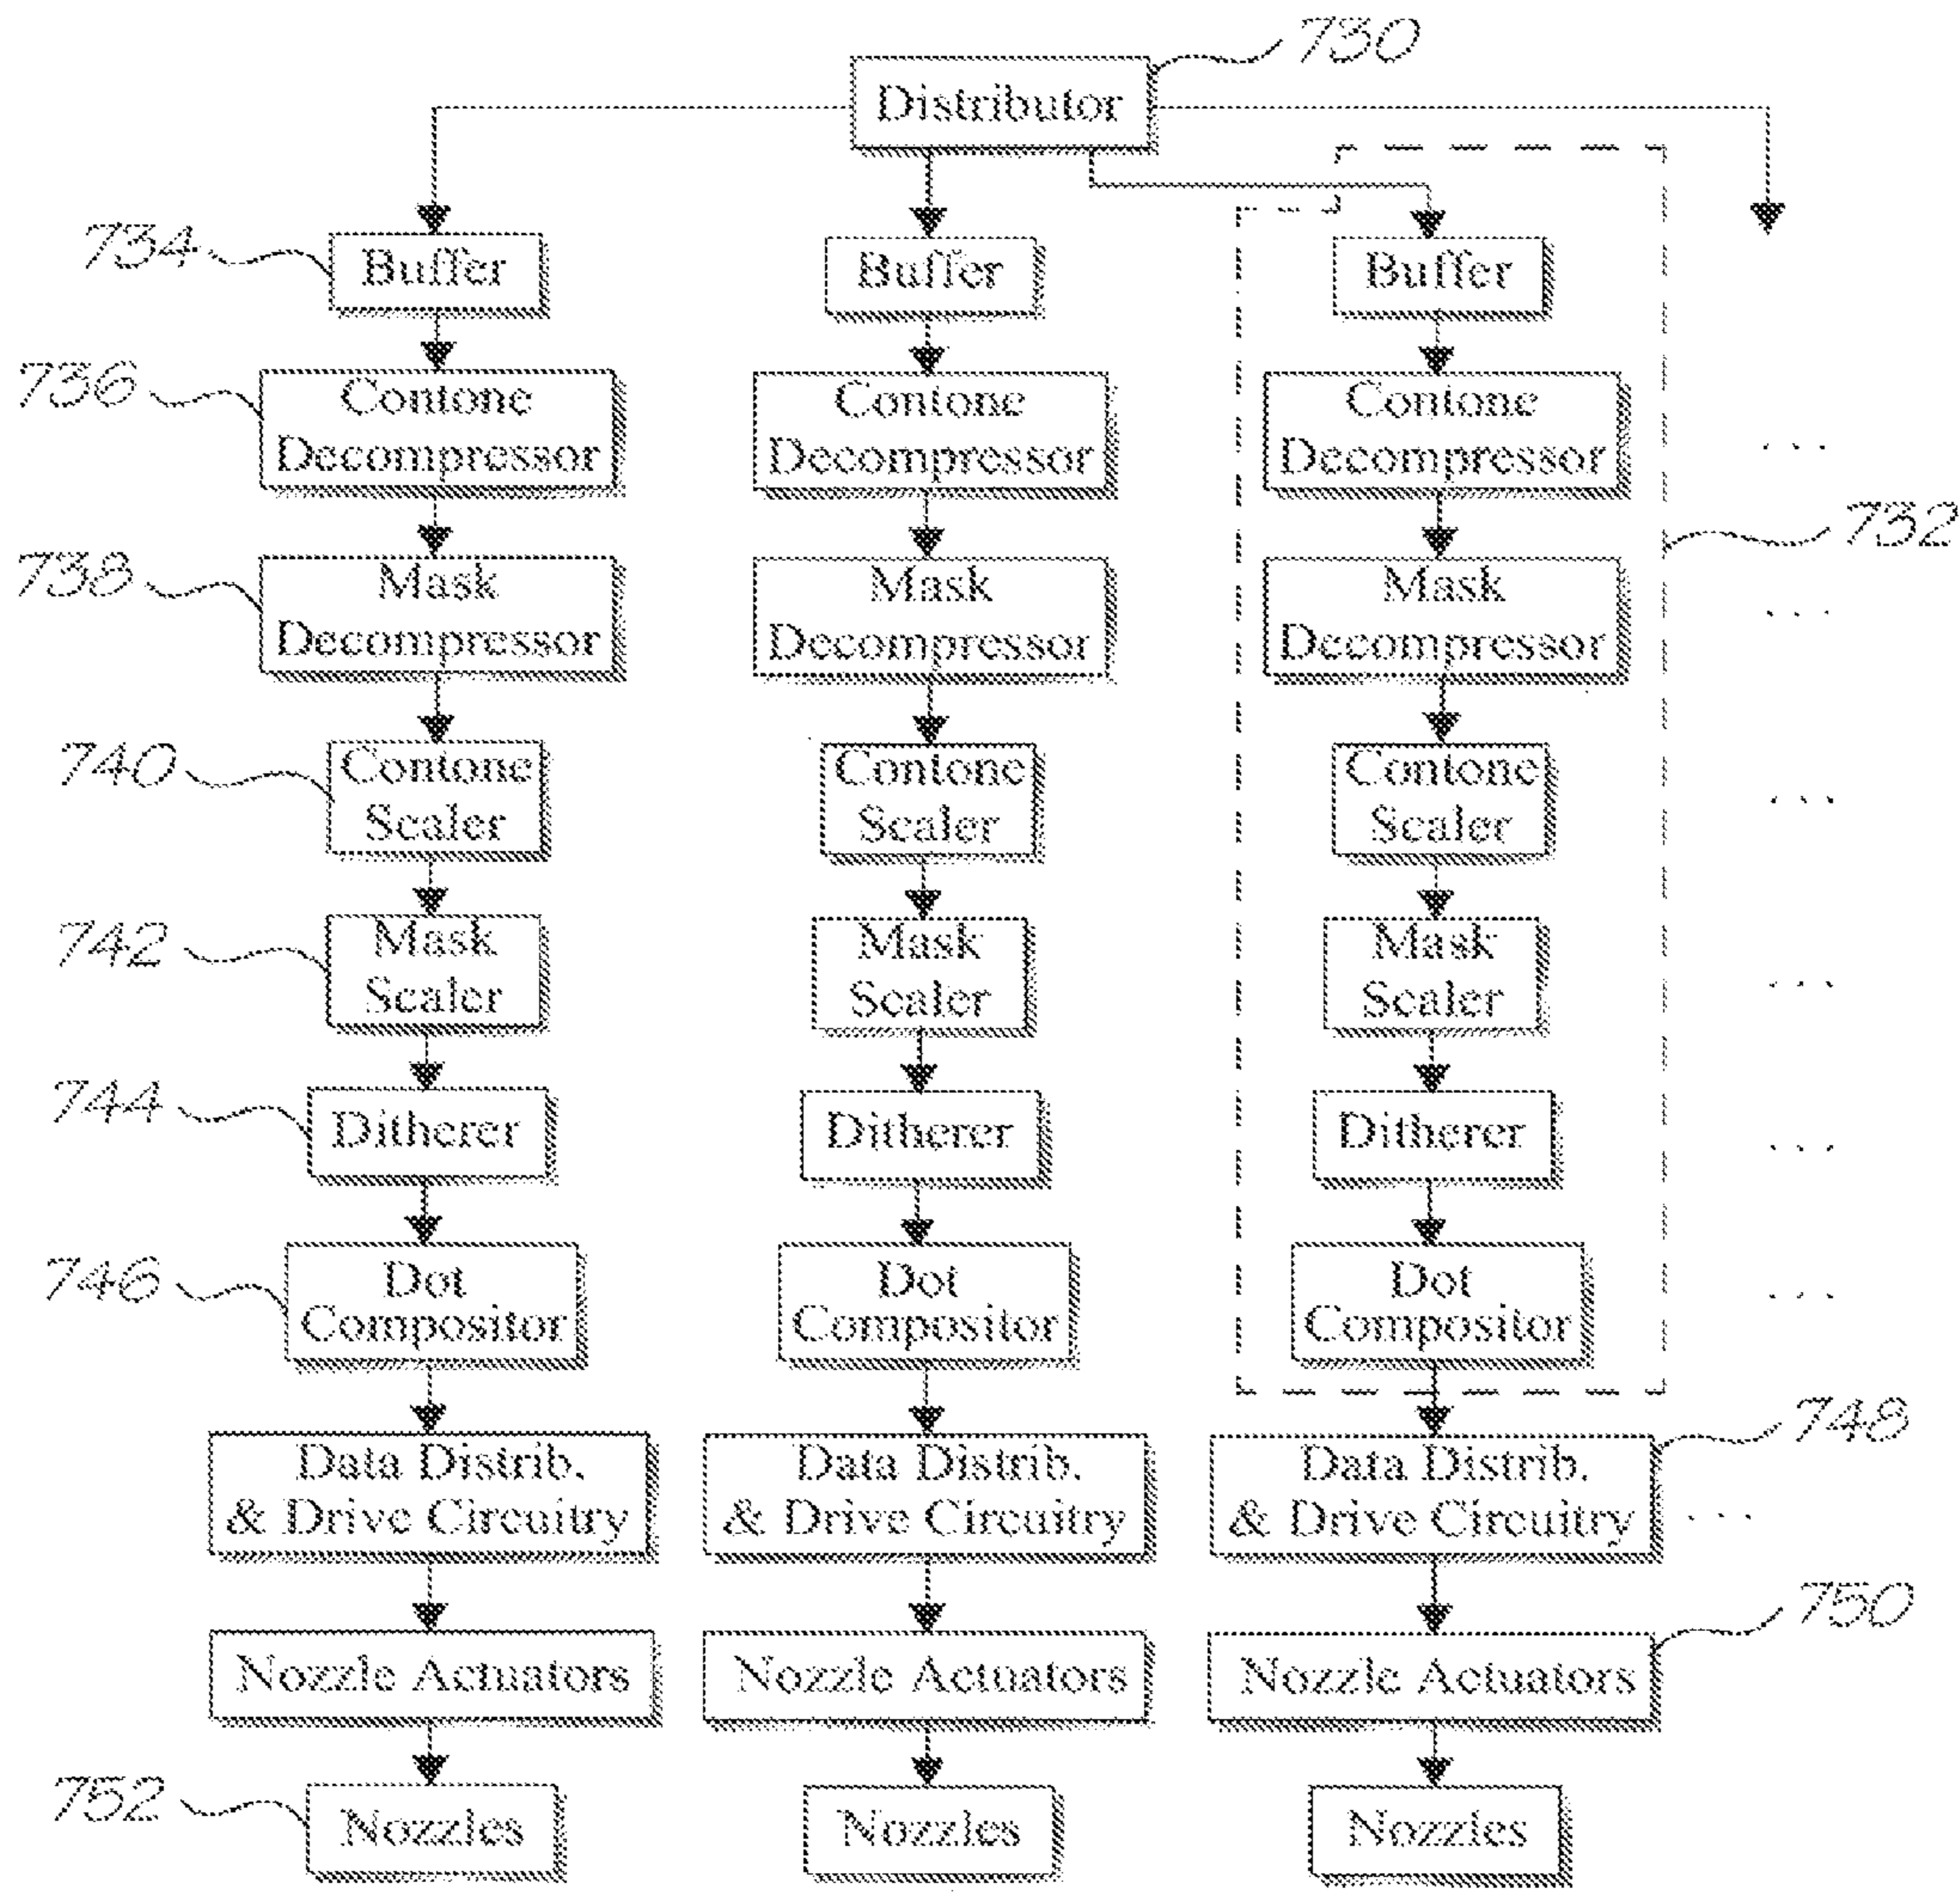 730
Distributor
734
Buffer
Buffer
Buffer
736
Contone
Decompressor
Contone
Decompressor
Contone
Decompressor
...
732
738
Mask
Decompressor
Mask
Decompressor
Mask
Decompressor
...
740
Contone
Scaler
Contone
Scaler
Contone
Scaler
...
742
Mask
Scaler
Mask
Scaler
Mask
Scaler
...
744
Ditherer
Ditherer
Ditherer
...
746
Dot
Compositor
Dot
Compositor
Dot
Compositor
...
748
Data Distrib.
& Drive Circuitry
Data Distrib.
& Drive Circuitry
Data Distrib.
& Drive Circuitry
...
750
Nozzle Actuators
Nozzle Actuators
Nozzle Actuators
752
Nozzles
Nozzles
Nozzles